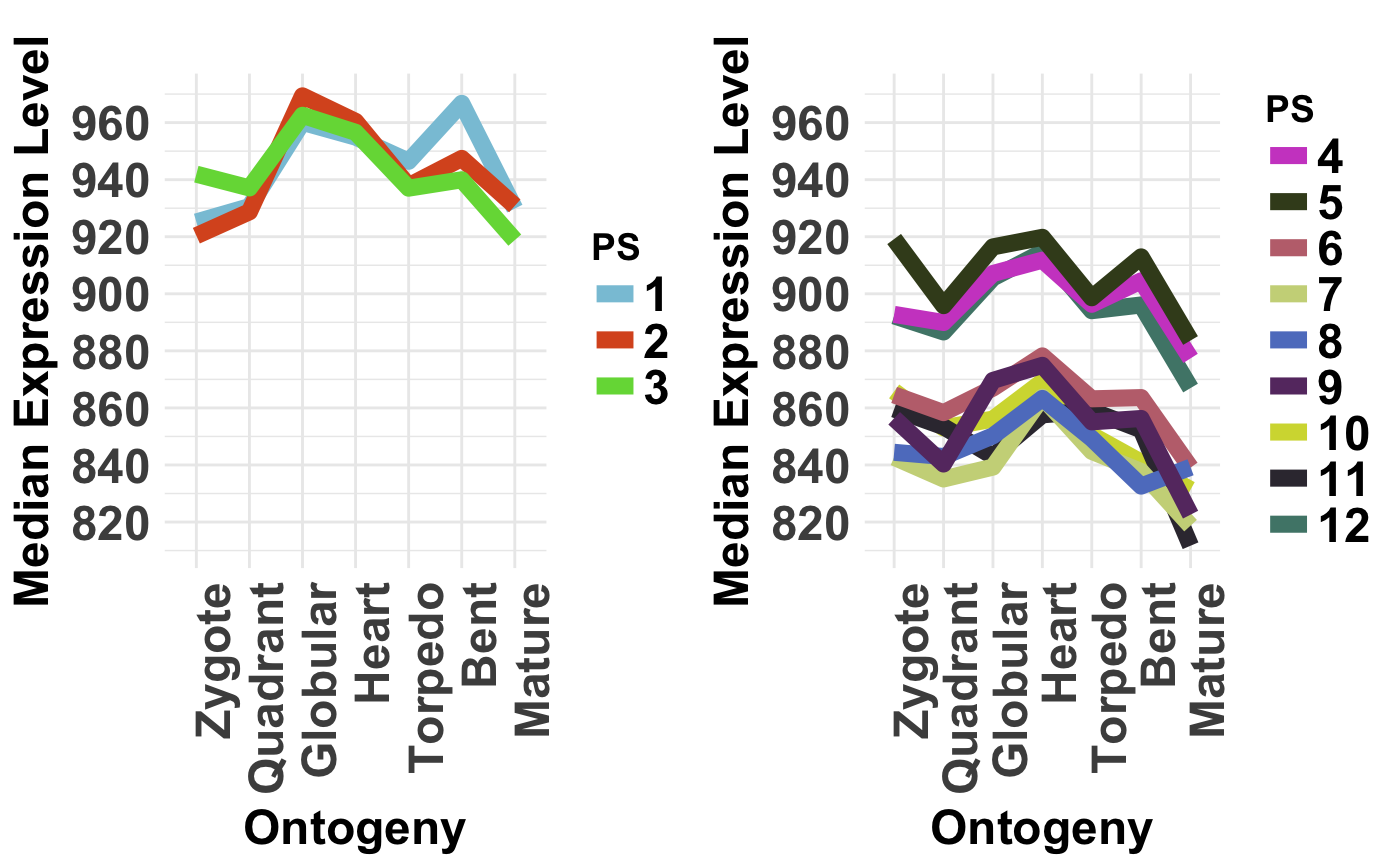 Median Expression Level
960
940
920
900
880
860
840
820
Zygote
Quadrant
Globular
Heart
Torpedo
Bent
Mature
Ontogeny
PS
1
2
3
Median Expression Level
960
940
920
900
880
860
840
820
Zygote
Quadrant
Globular
Heart
Torpedo
Bent
Mature
Ontogeny
PS
4
5
6
7
8
9
10
11
12